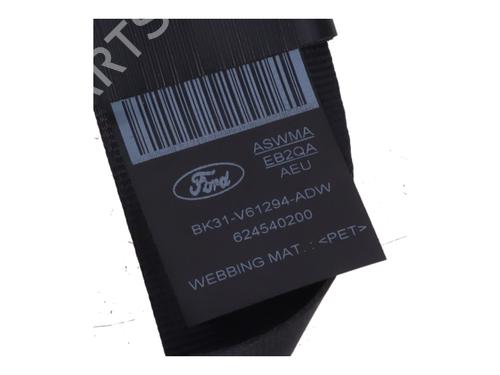 ASWMA
EB2QA
AEU
Ford
BK31-V61294-ADW
624540200
WEBBING MAT. : <PET>